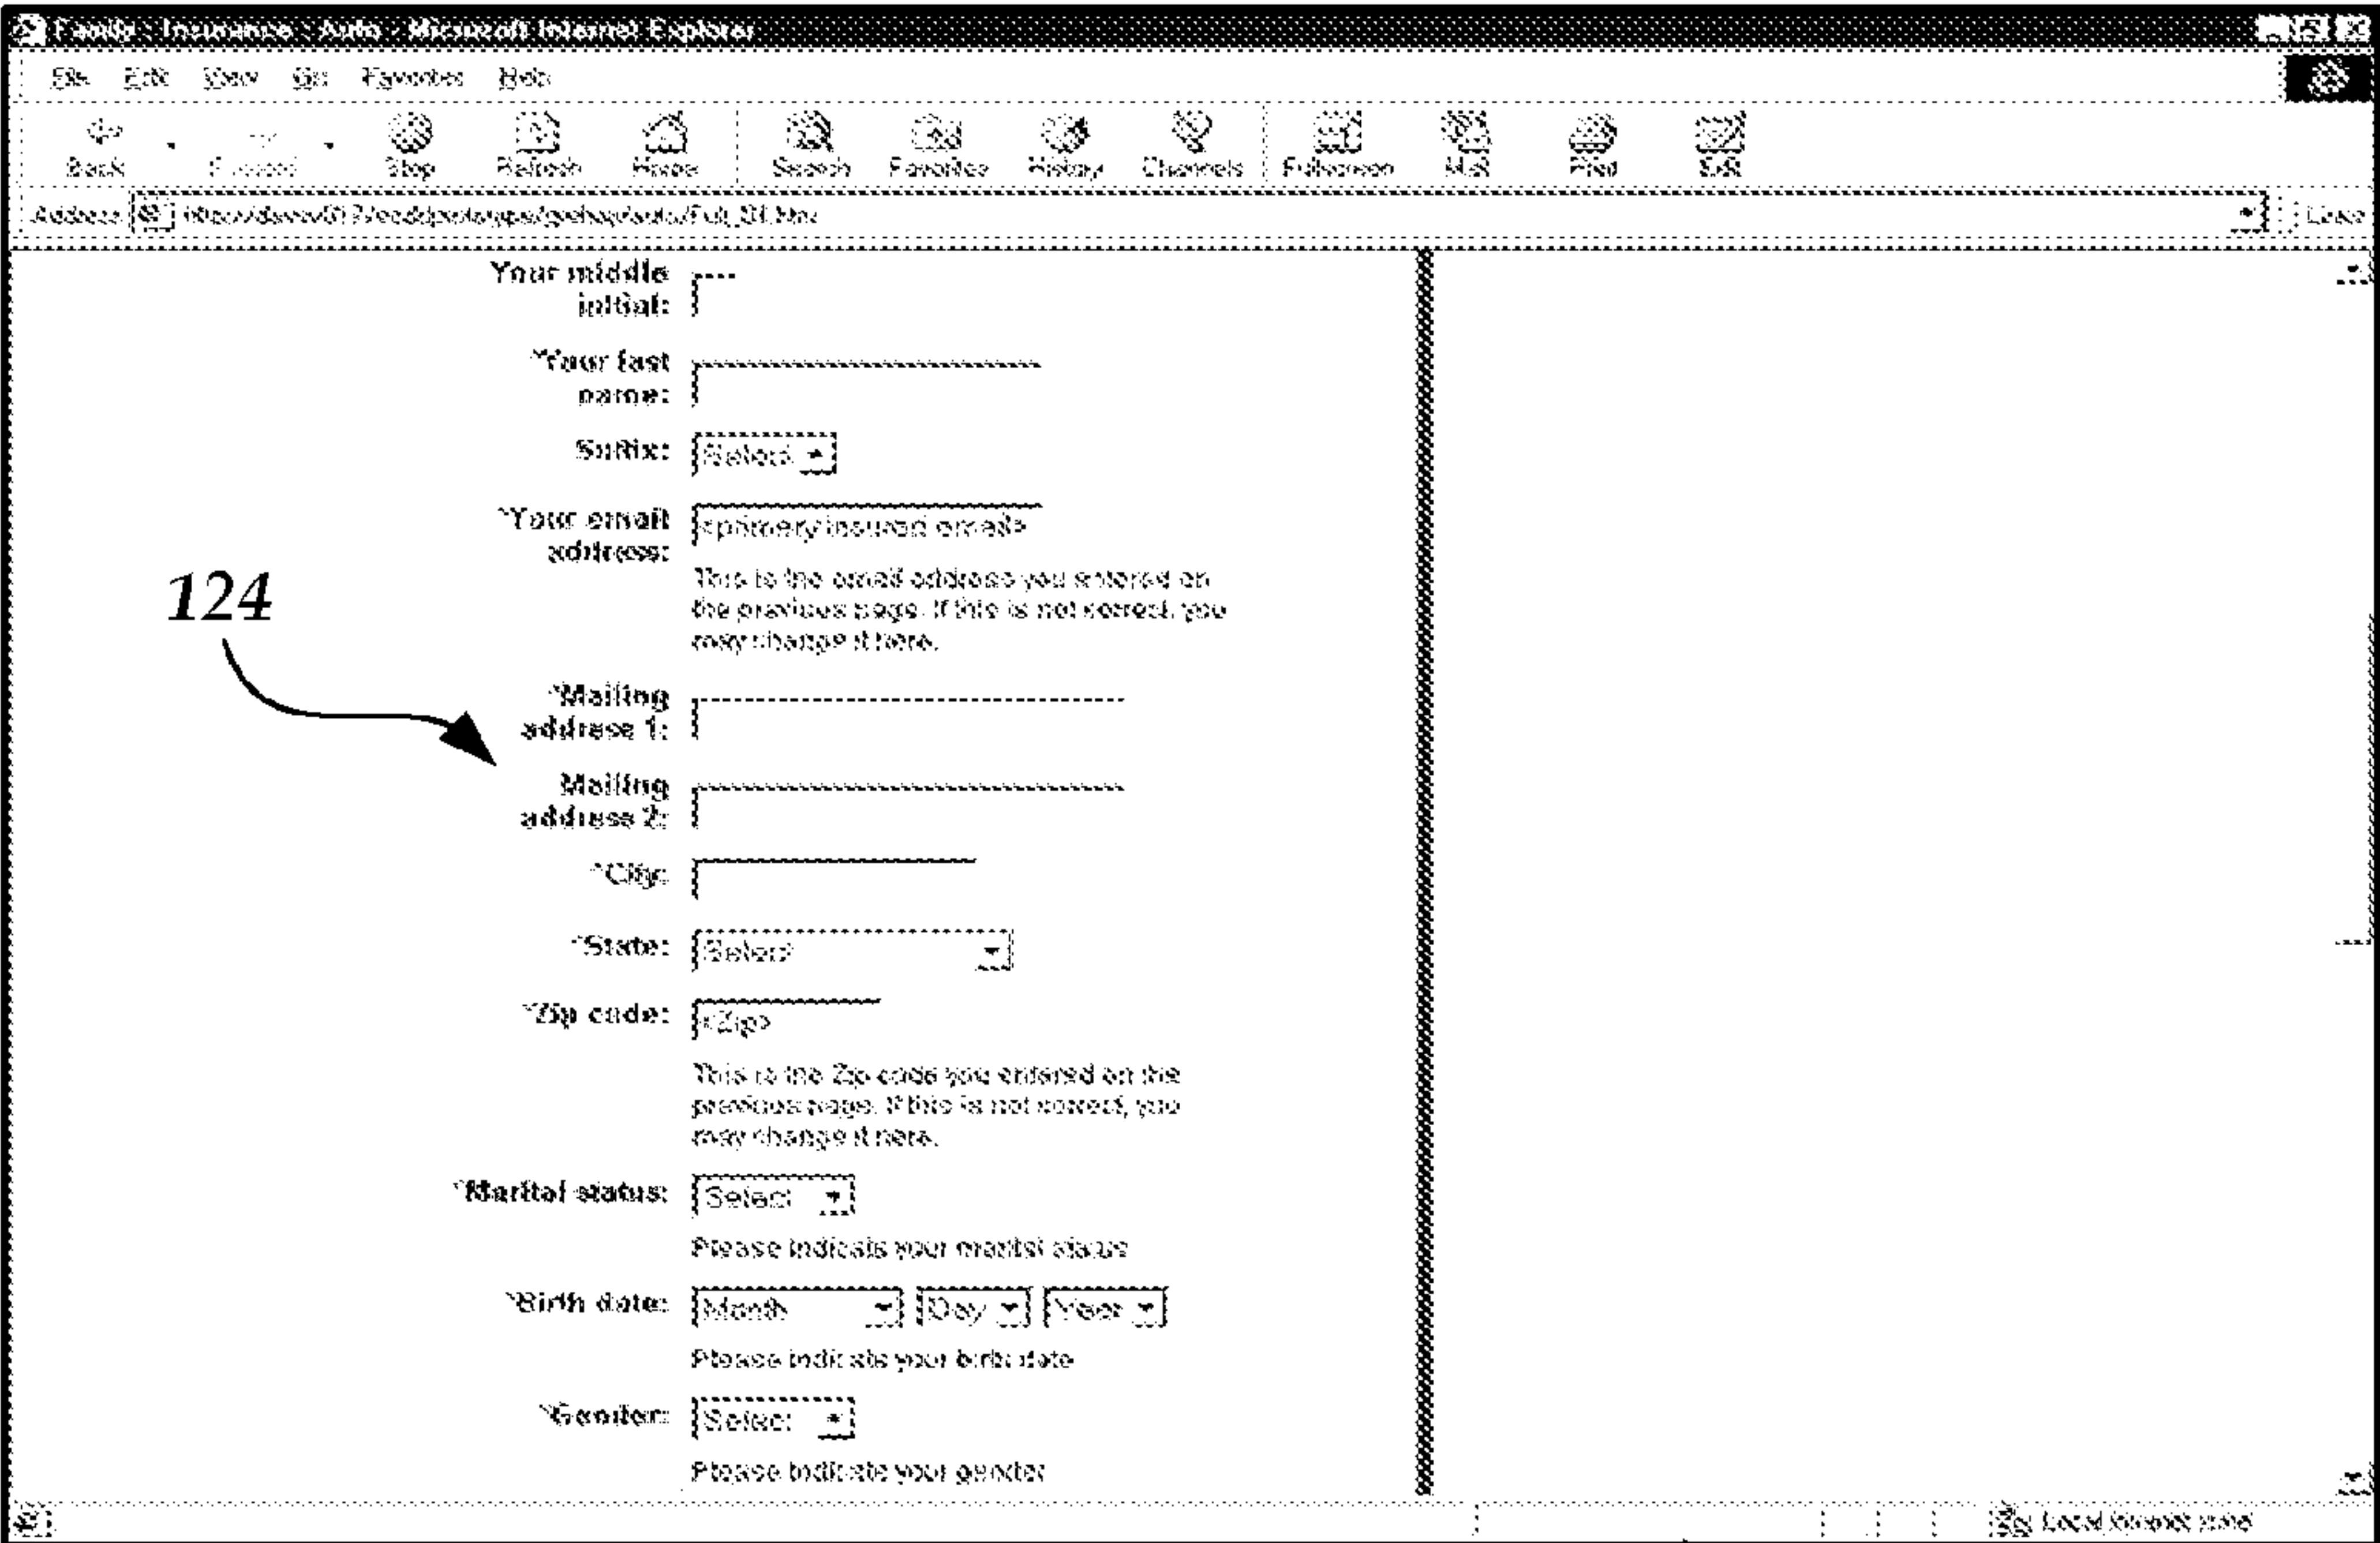 Family : Insurance : Auto - Microsoft Internet Explorer
File Edit View Go Favorites Help
Back Forward Stop Refresh Home Search Favorites History Channels Fullscreen Mail Print Edit
Address Links
Your middle
initial:
*Your last
name:
Suffix: Select
*Your email
address: <primary insured email>
This is the email address you entered on
the previous page. If this is not correct, you
may change it here.
124
*Mailing
address 1:
Mailing
address 2:
*City:
*State: Select
*Zip code: <Zip>
This is the Zip code you entered on the
previous page. If this is not correct, you
may change it here.
*Marital status: Select
Please indicate your marital status
*Birth date: Month Day Year
Please indicate your birth date
*Gender: Select
Please indicate your gender
Local intranet zone